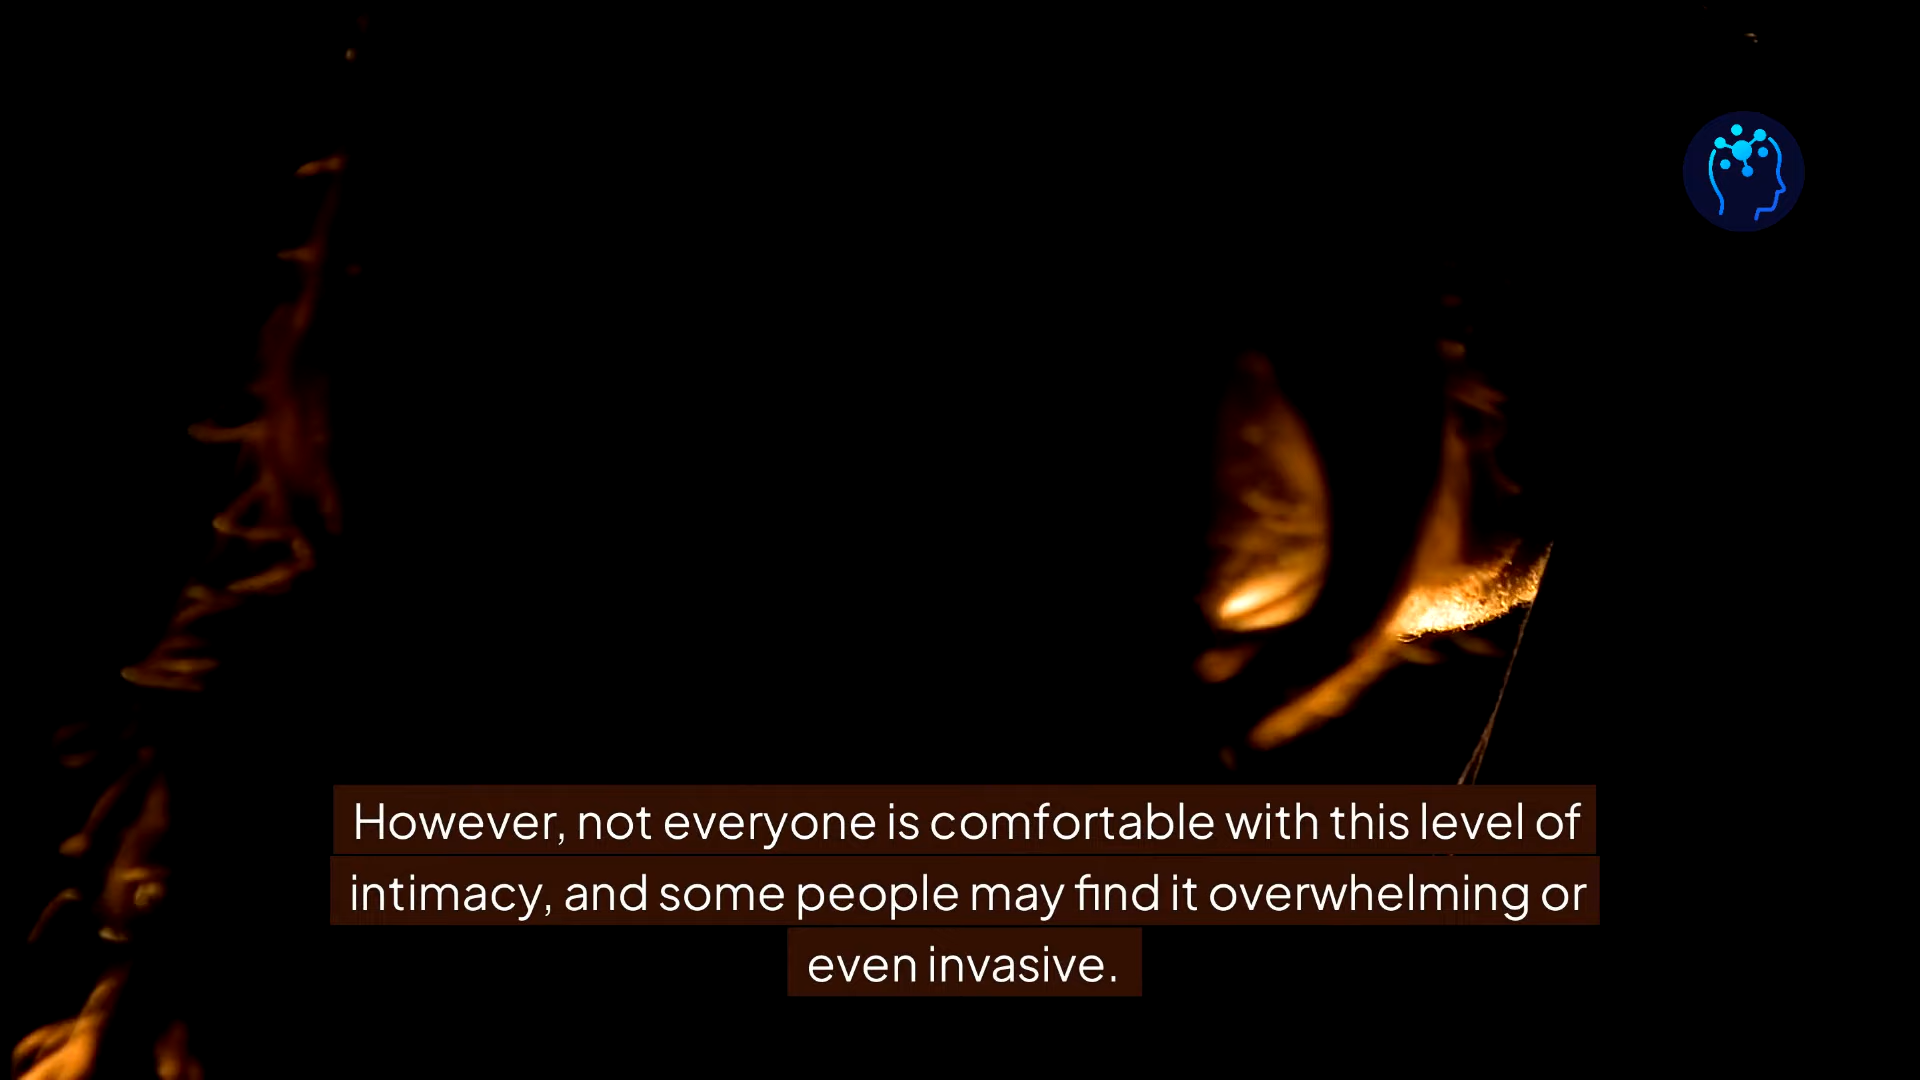 However, not everyone is comfortable with this level of
intimacy, and some people may find it overwhelming or
even invasive.